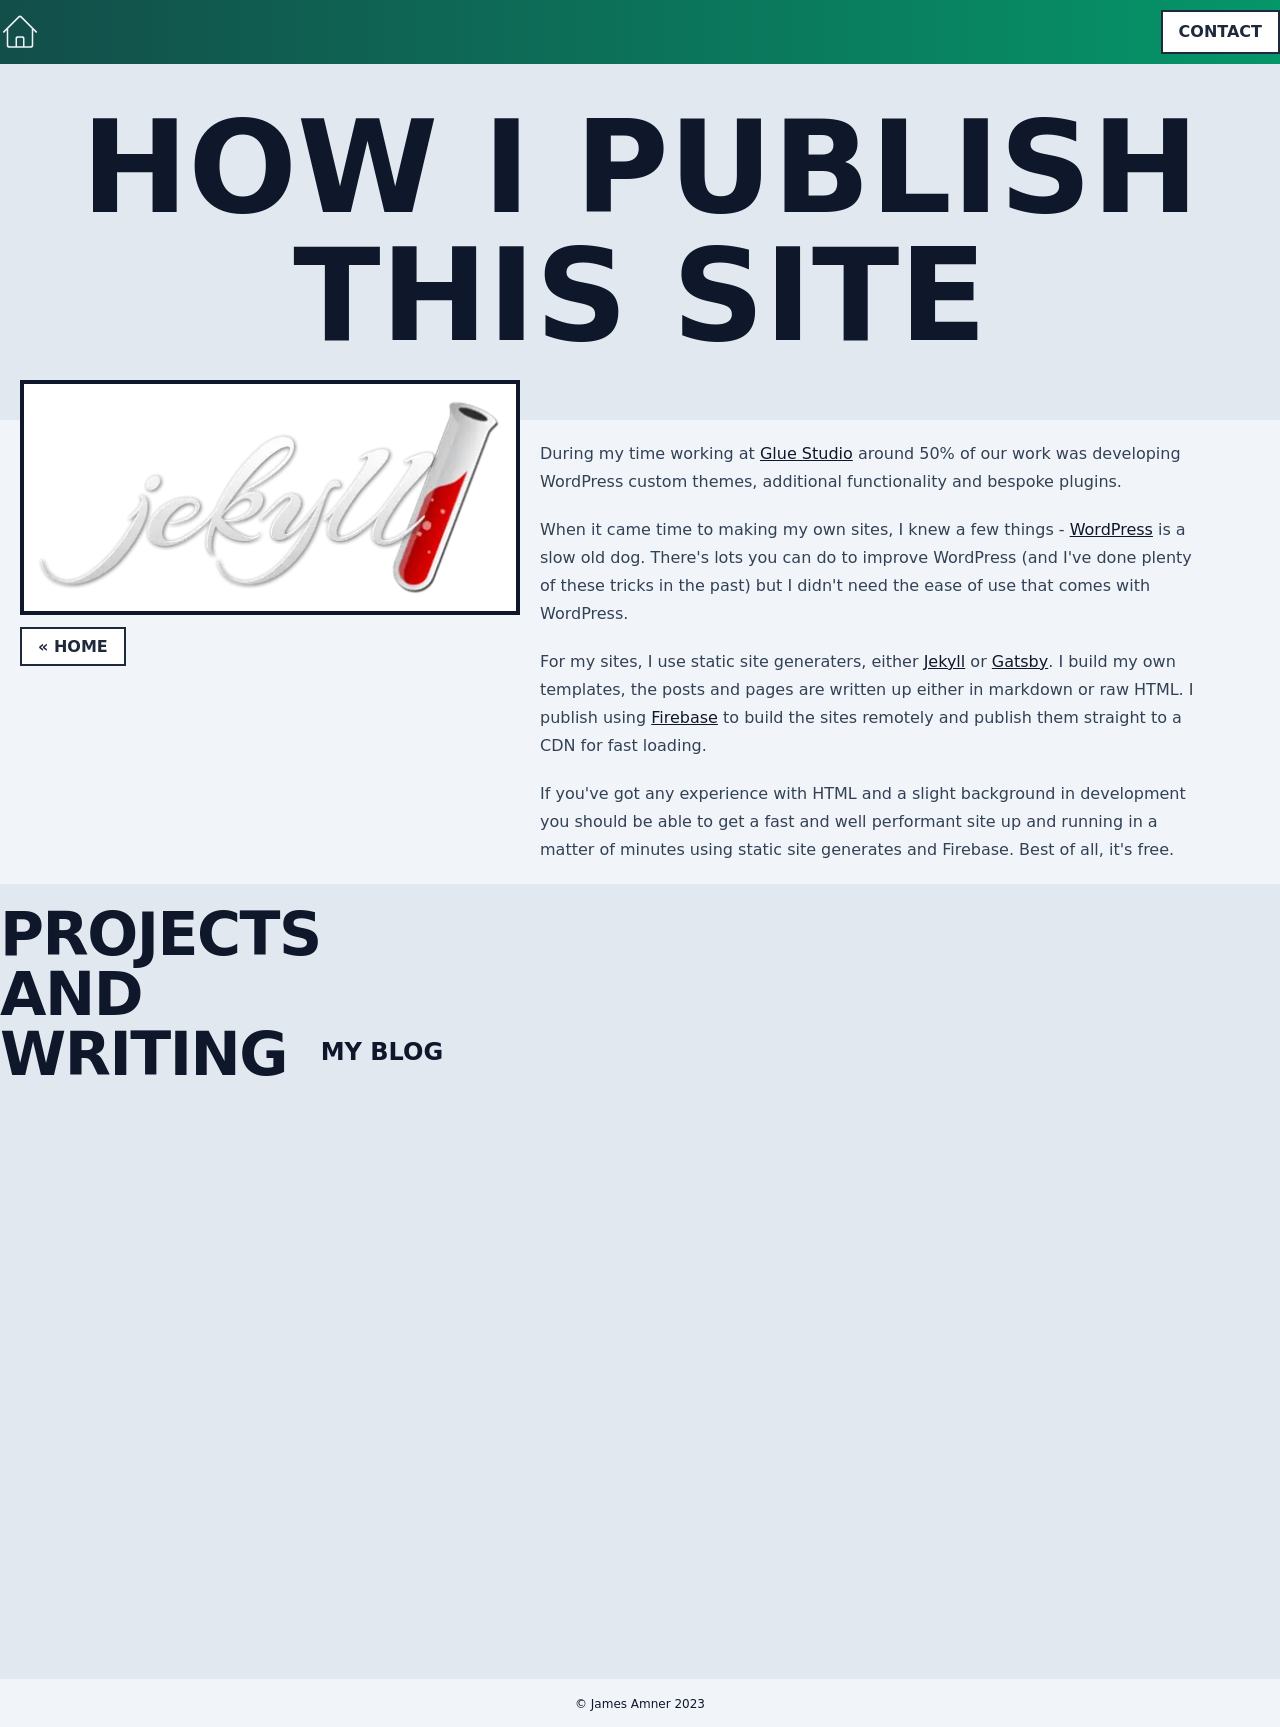 CONTACT
HOW I PUBLISH
THIS SITE
jekyll
« HOME
During my time working at Glue Studio around 50% of our work was developing
WordPress custom themes, additional functionality and bespoke plugins.
When it came time to making my own sites, I knew a few things - WordPress is a
slow old dog. There's lots you can do to improve WordPress (and I've done plenty
of these tricks in the past) but I didn't need the ease of use that comes with
WordPress.
For my sites, I use static site generaters, either Jekyll or Gatsby. I build my own
templates, the posts and pages are written up either in markdown or raw HTML. I
publish using Firebase to build the sites remotely and publish them straight to a
CDN for fast loading.
If you've got any experience with HTML and a slight background in development
you should be able to get a fast and well performant site up and running in a
matter of minutes using static site generates and Firebase. Best of all, it's free.
PROJECTS
AND
WRITING
MY BLOG
© James Amner 2023